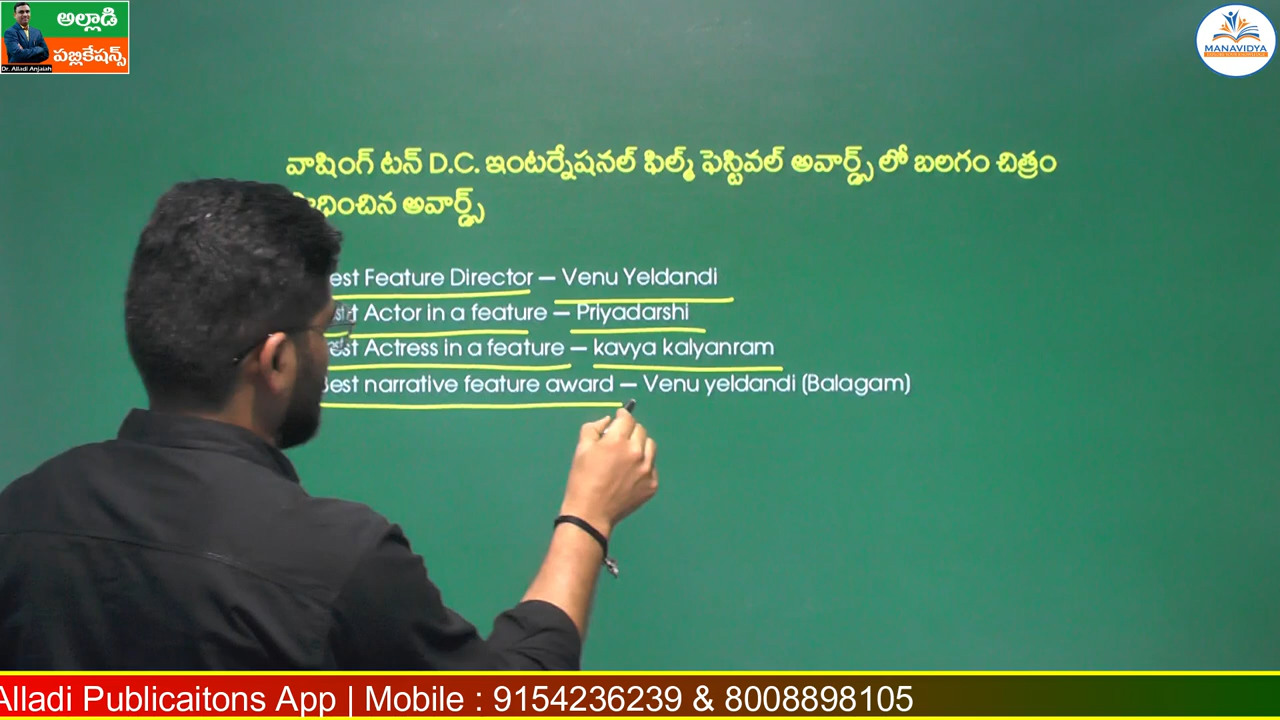 అల్లాడి
పబ్లికేషన్స్
Dr. Alladi Anjaiah
MANAVIDYA
వాషింగ్ టన్ D.C. ఇంటర్నేషనల్ ఫిల్మ్ ఫెస్టివల్ అవార్డ్స్ లో బలగం చిత్రం
అవార్డ్స్
Feature Director – Venu Yeldandi
Actor in a feature – Priyadarshi
Actress in a feature – kavya kalyanram
Best narrative feature award – Venu yeldandi (Balagam)
Alladi Publicaitons App | Mobile : 9154236239 & 8008898105